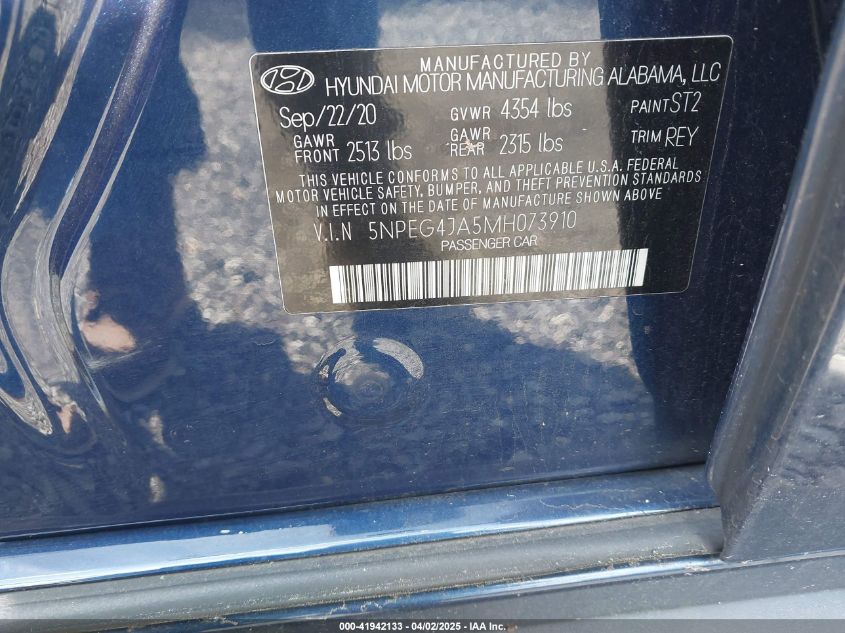 MANUFACTURED BY
HYUNDAI MOTOR MANUFACTURING ALABAMA, LLC
Sep/22/20 GVWR 4354 lbs PAINT ST2
GAWR FRONT 2513 lbs GAWR REAR 2315 lbs TRIM REY
THIS VEHICLE CONFORMS TO ALL APPLICABLE U.S.A. FEDERAL
MOTOR VEHICLE SAFETY, BUMPER, AND THEFT PREVENTION STANDARDS
IN EFFECT ON THE DATE OF MANUFACTURE SHOWN ABOVE.
V.I.N 5NPEG4JA5MH073910
PASSENGER CAR
000-41942133 - 04/02/2025 - IAA Inc.